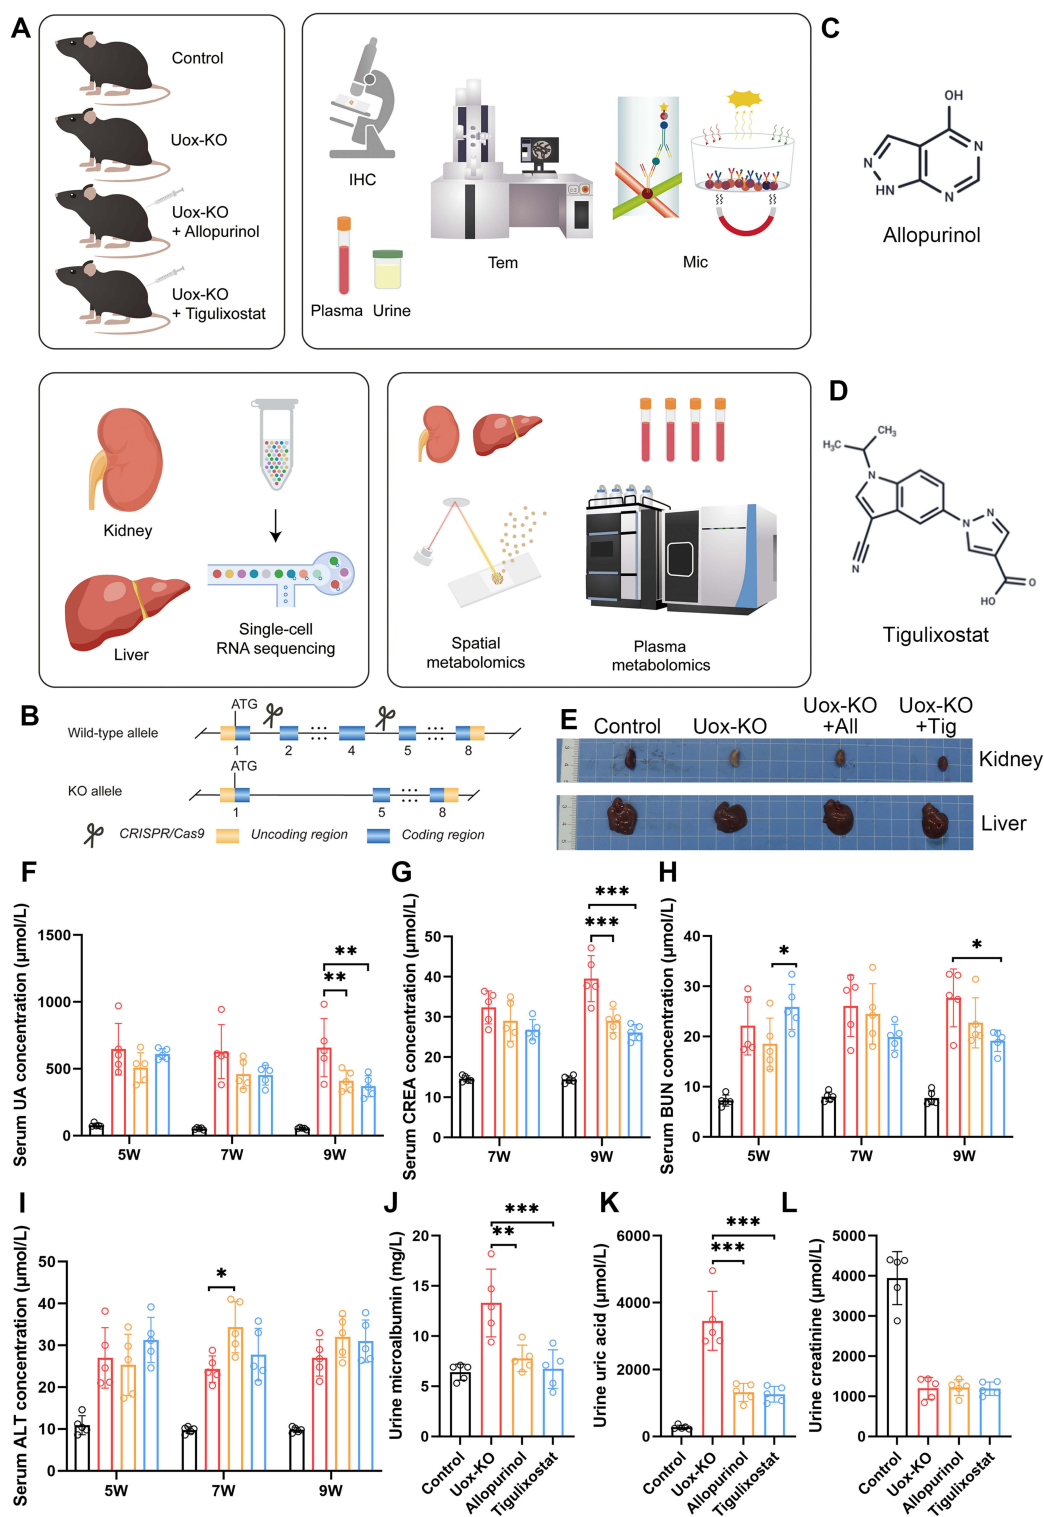 A
Control
Uox-KO
Uox-KO
+ Allopurinol
Uox-KO
+ Tigulixostat
IHC
Plasma
Urine
Tem
Mic
C
OH
N
N
N
HN
Allopurinol
Kidney
Liver
Single-cell
RNA sequencing
Spatial
metabolomics
Plasma
metabolomics
D
H₃C
CH₃
N
N
N
N
O
HO
Tigulixostat
B
Wild-type allele
ATG
1
2
4
5
8
KO allele
ATG
1
5
8
CRISPR/Cas9
Uncoding region
Coding region
E
Control
Uox-KO
Uox-KO
+All
Uox-KO
+Tig
Kidney
Liver
F
Serum UA concentration (μmol/L)
1500
1000
500
0
**
**
5W
7W
9W
G
Serum CREA concentration (μmol/L)
50
40
30
20
10
0
***
***
7W
9W
H
Serum BUN concentration (μmol/L)
40
30
20
10
0
*
*
5W
7W
9W
I
Serum ALT concentration (μmol/L)
50
40
30
20
10
0
*
5W
7W
9W
J
Urine microalbumin (mg/L)
20
15
10
5
0
***
**
Control
Uox-KO
Allopurinol
Tigulixostat
K
Urine uric acid (μmol/L)
6000
4000
2000
0
***
***
Control
Uox-KO
Allopurinol
Tigulixostat
L
Urine creatinine (μmol/L)
5000
4000
3000
2000
1000
0
Control
Uox-KO
Allopurinol
Tigulixostat